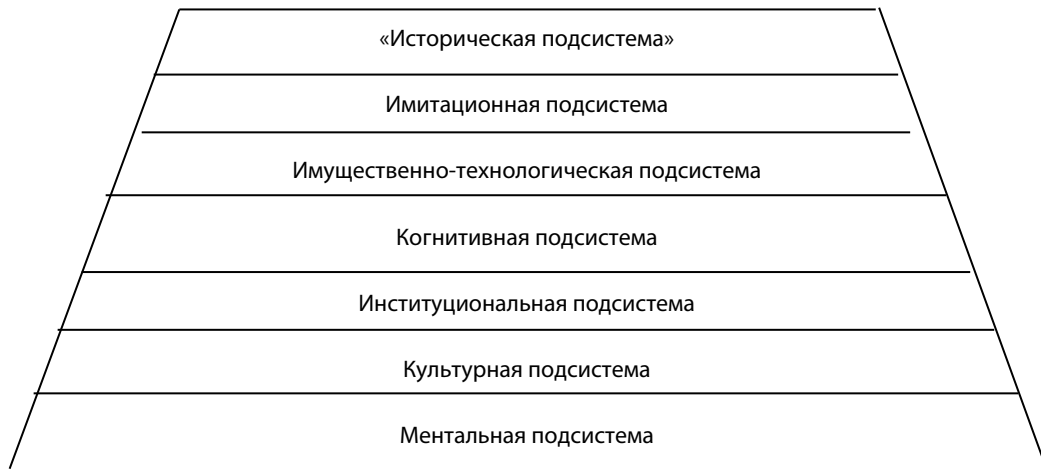 «Историческая подсистема»
Имитационная подсистема
Имущественно-технологическая подсистема
Когнитивная подсистема
Институциональная подсистема
Культурная подсистема
Ментальная подсистема